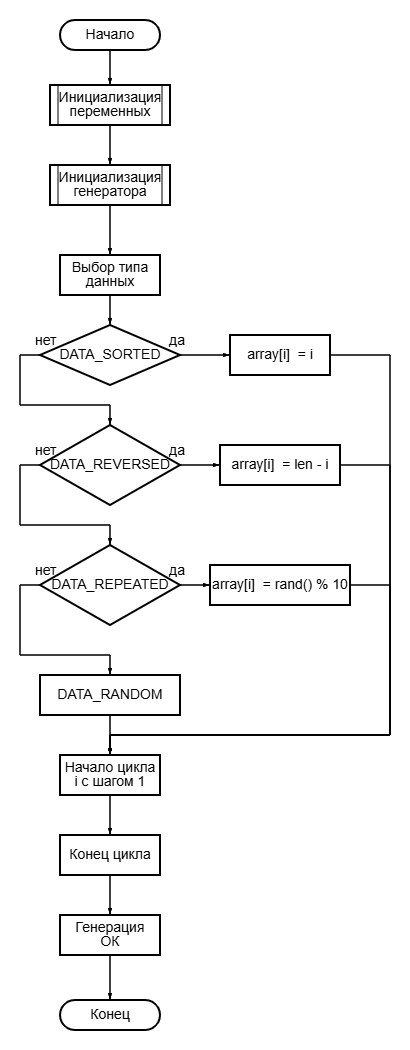 Начало
Инициализация
переменных
Инициализация
генератора
Выбор типа
данных
нет
DATA_SORTED
да
array[i] = i
нет
DATA_REVERSED
да
array[i] = len - i
нет
DATA_REPEATED
да
array[i] = rand() % 10
DATA_RANDOM
Начало цикла
i с шагом 1
Конец цикла
Генерация
ОК
Конец